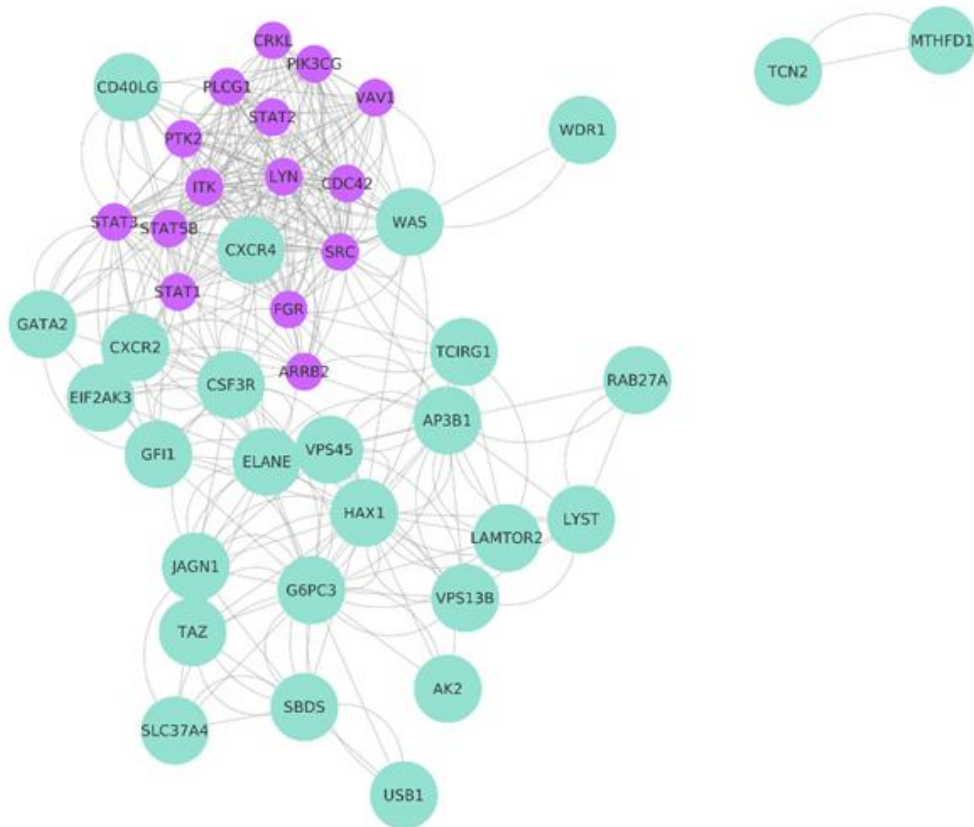 CRKL
MTHFD1
PIK3CG
TCN2
CD40LG
PLCG1
VAV1
STAT2
WDR1
PTK2
LYN
CDC42
ITK
STAT3
STAT5B
WAS
CXCR4
SRC
STAT1
FGR
GATA2
CXCR2
TCIRG1
ARRB2
RAB27A
EIF2AK3
CSF3R
AP3B1
GFI1
ELANE
VPS45
HAX1
LYST
LAMTOR2
JAGN1
G6PC3
VPS13B
TAZ
AK2
SBDS
SLC37A4
USB1